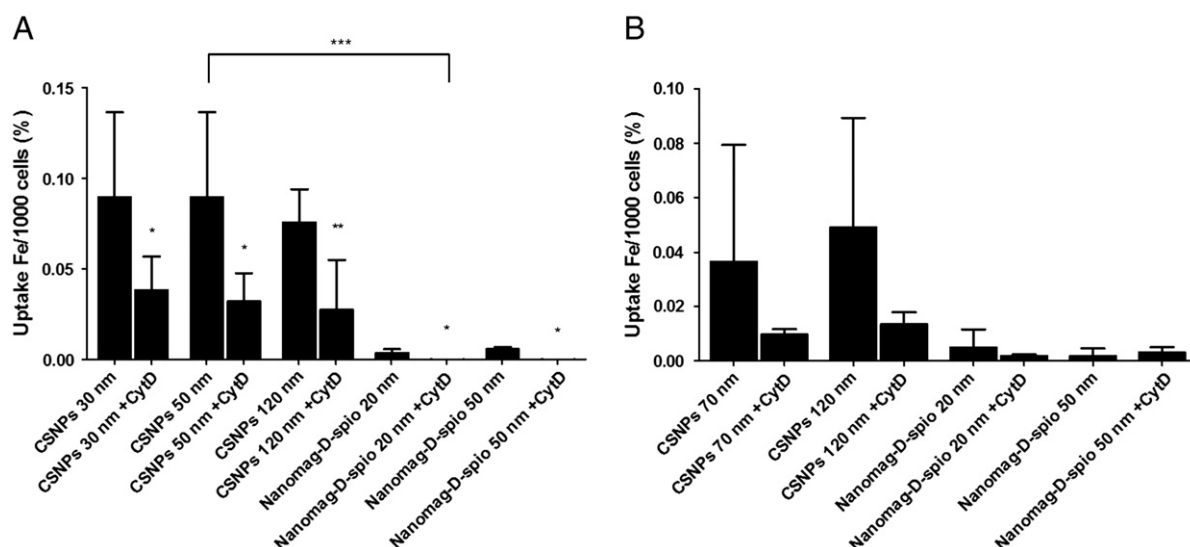 A
***
Uptake Fe/1000 cells (%)
0.15
0.10
0.05
0.00
*
*
**
*
*
CSNPs 30 nm
CSNPs 30 nm +CytD
CSNPs 50 nm
CSNPs 50 nm +CytD
CSNPs 120 nm
CSNPs 120 nm +CytD
Nanomag-D-spio 20 nm
Nanomag-D-spio 20 nm +CytD
Nanomag-D-spio 50 nm
Nanomag-D-spio 50 nm +CytD
B
Uptake Fe/1000 cells (%)
0.10
0.08
0.06
0.04
0.02
0.00
CSNPs 70 nm
CSNPs 70 nm +CytD
CSNPs 120 nm
CSNPs 120 nm +CytD
Nanomag-D-spio 20 nm
Nanomag-D-spio 20 nm +CytD
Nanomag-D-spio 50 nm
Nanomag-D-spio 50 nm +CytD